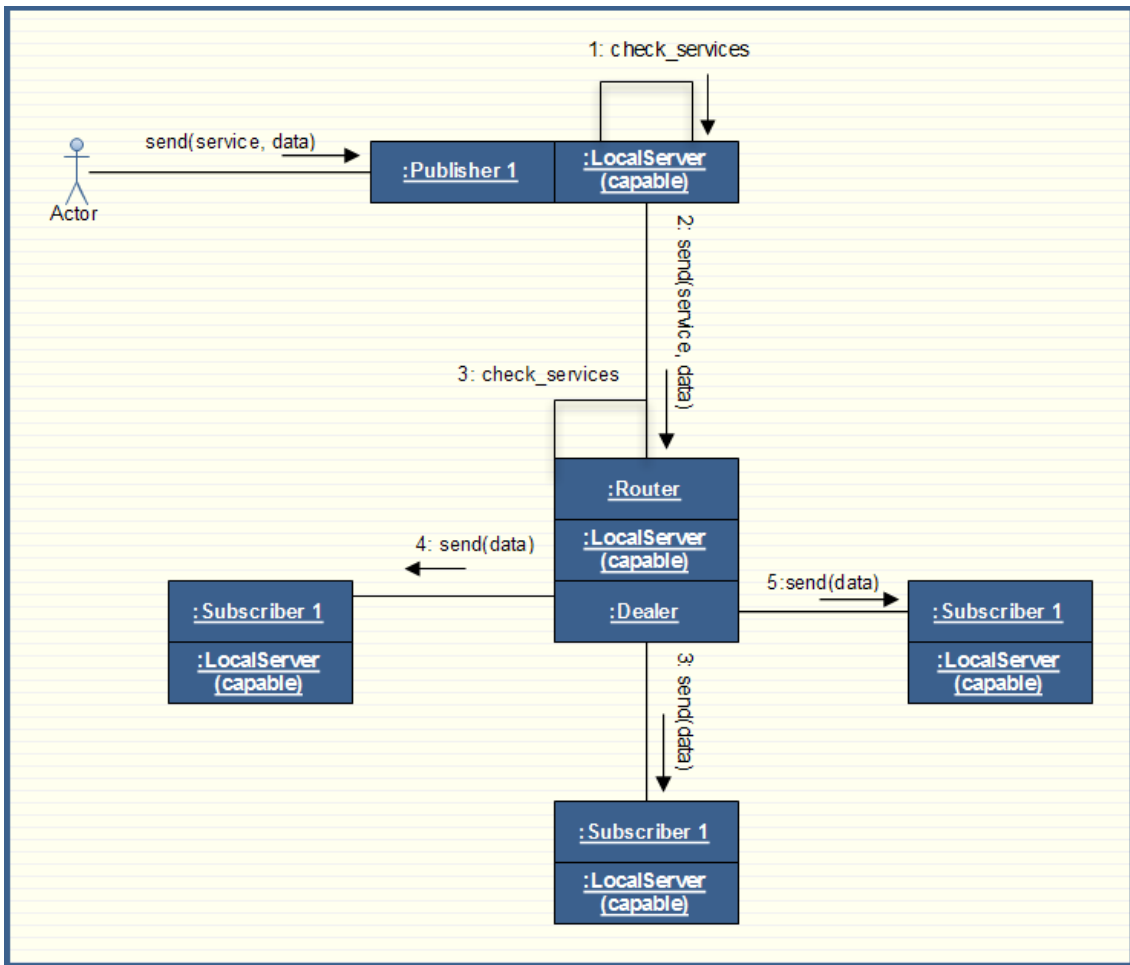 1: check_services
send(service, data)
Actor
:Publisher 1
:LocalServer
(capable)
2: send(service, data)
3: check_services
:Router
:LocalServer
(capable)
:Dealer
4: send(data)
:Subscriber 1
:LocalServer
(capable)
5:send(data)
:Subscriber 1
:LocalServer
(capable)
3: send(data)
:Subscriber 1
:LocalServer
(capable)